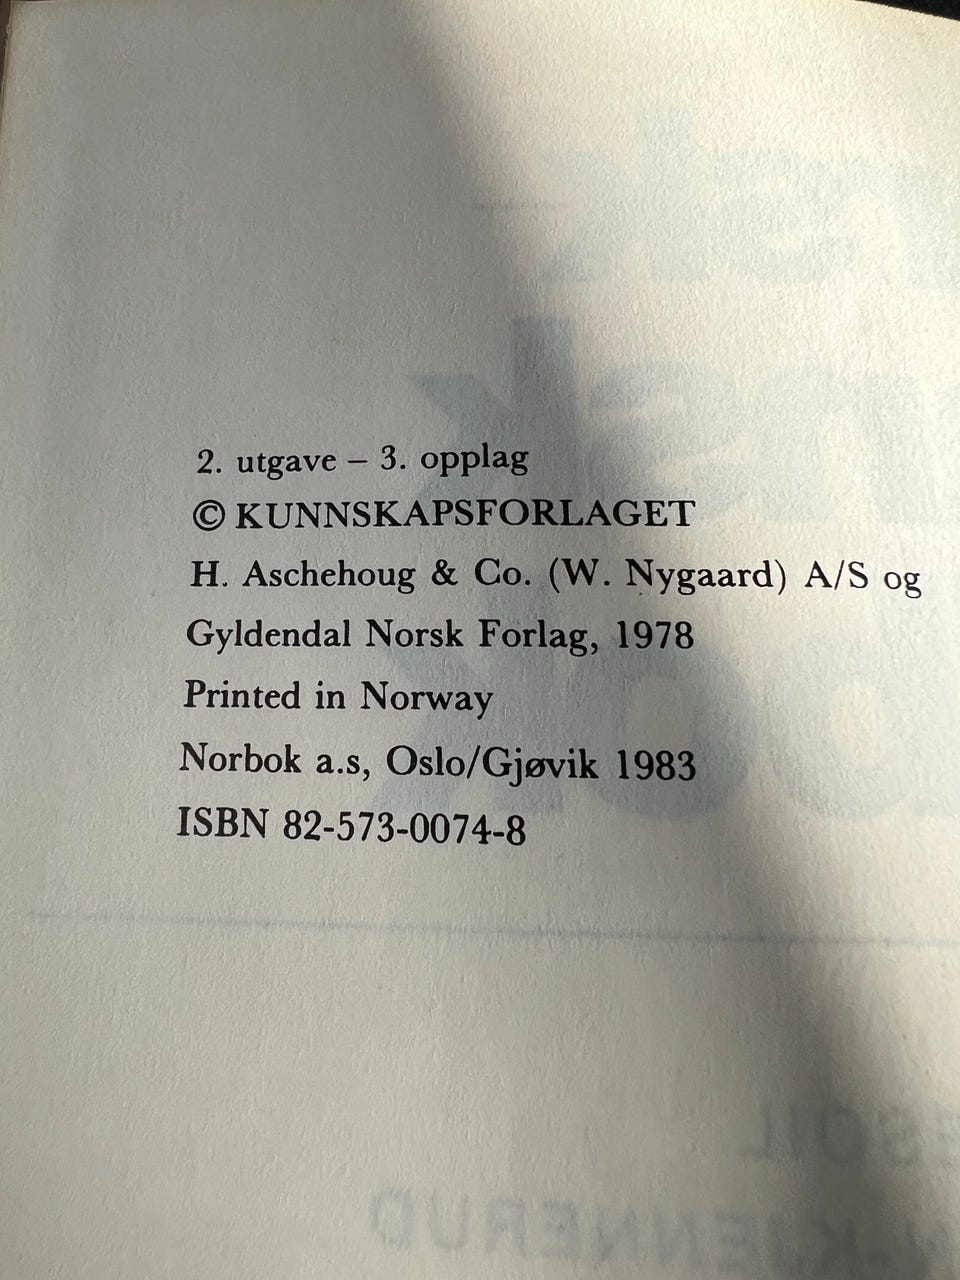 2. utgave – 3. opplag
© KUNNSKAPSFORLAGET
H. Aschehoug & Co. (W. Nygaard) A/S og
Gyldendal Norsk Forlag, 1978
Printed in Norway
Norbok a.s, Oslo/Gjøvik 1983
ISBN 82-573-0074-8